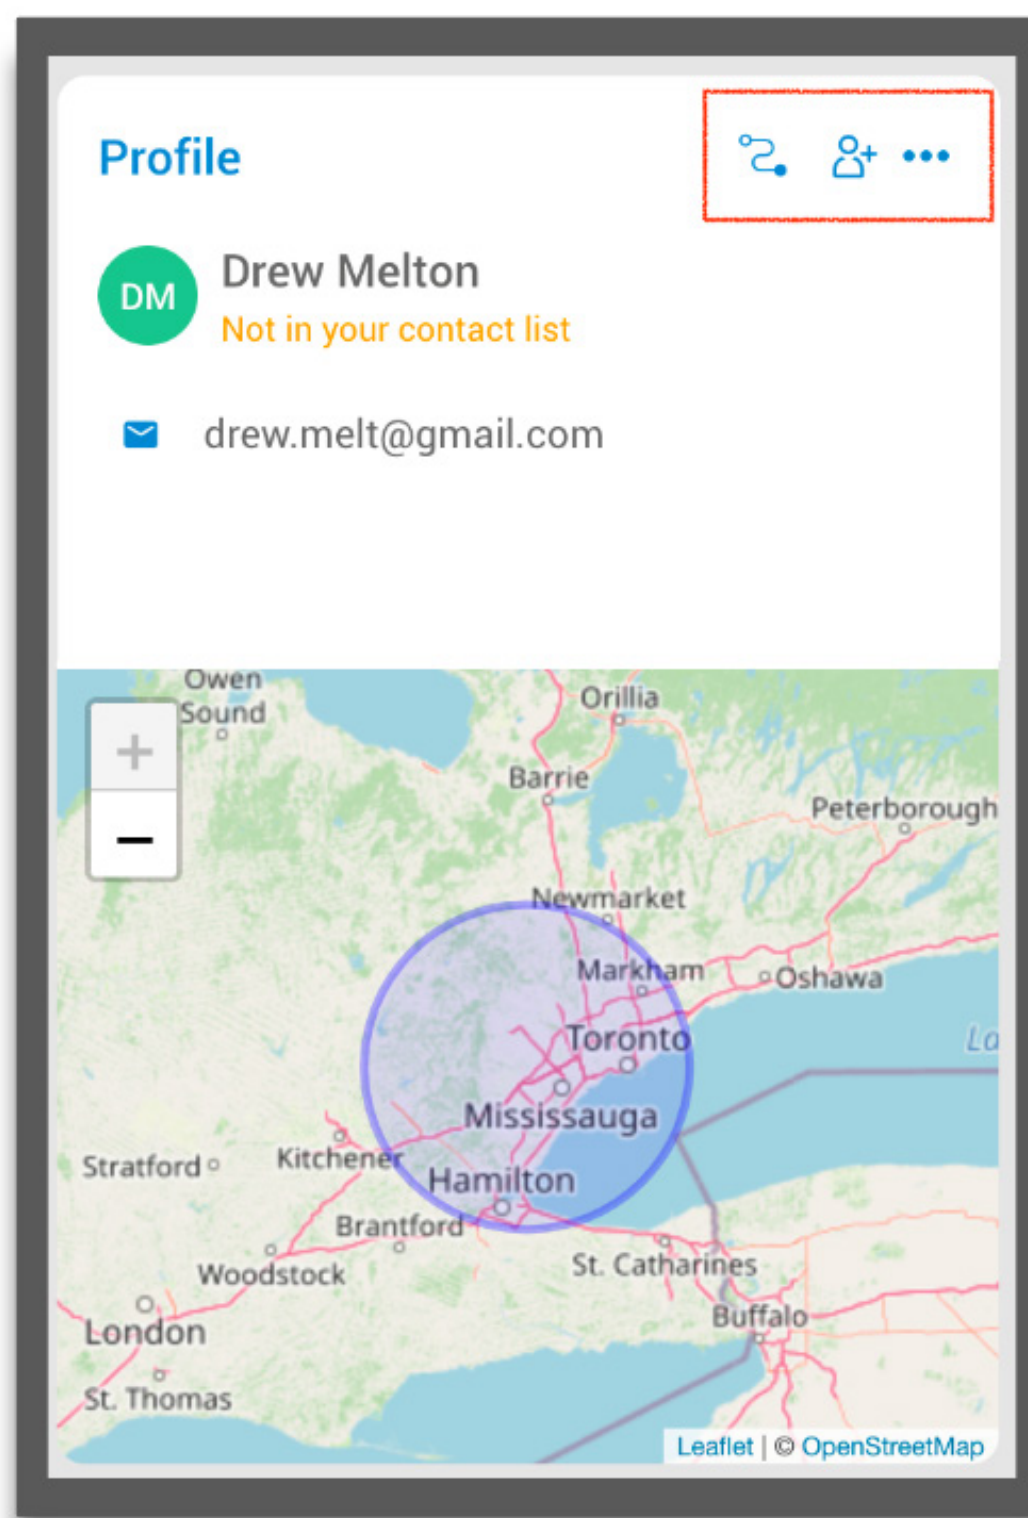 Profile
DM
Drew Melton
Not in your contact list
drew.melt@gmail.com
Owen
Sound
Orillia
+
Barrie
Peterborough
−
Newmarket
Markham
Oshawa
Toronto
La
Mississauga
Stratford
Kitchener
Hamilton
Brantford
St. Catharines
Woodstock
Buffalo
London
St. Thomas
Leaflet | © OpenStreetMap